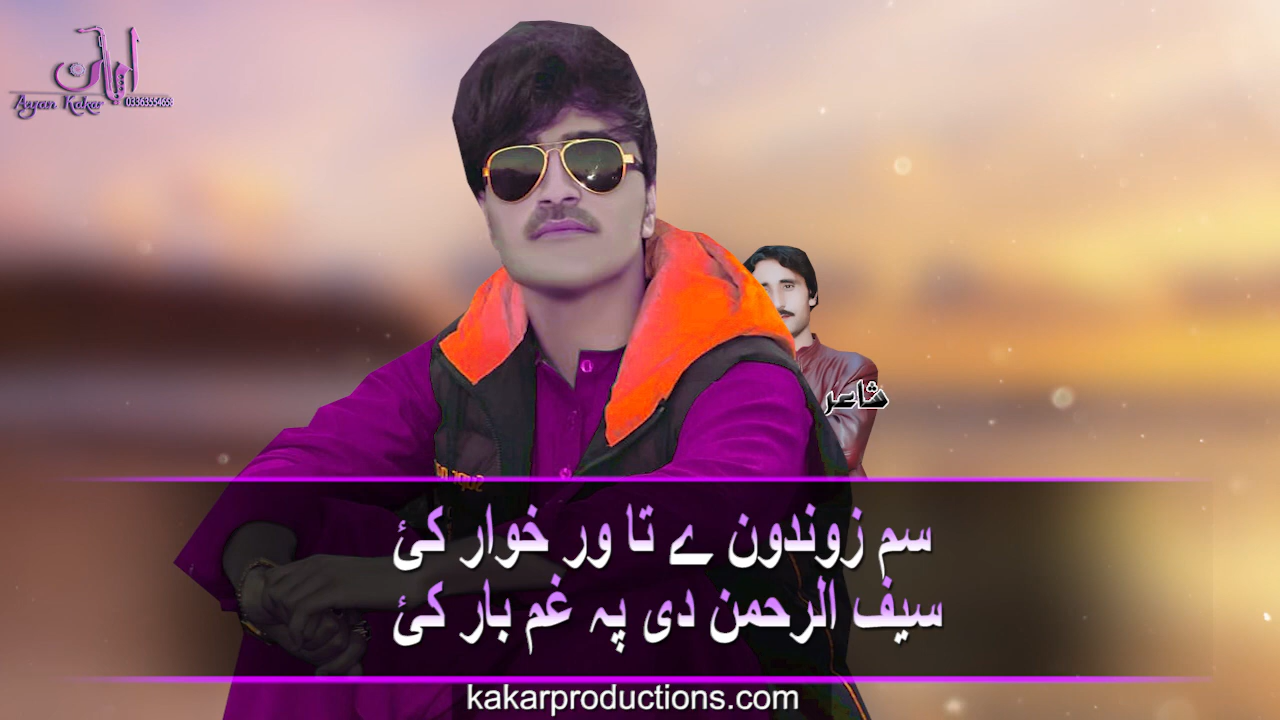 ایان
Ayan Kakar
شاعر
سم زوندون ے تا ور خوار کئ
سیف الرحمن دی پہ غم بار کئ
kakarproductions.com